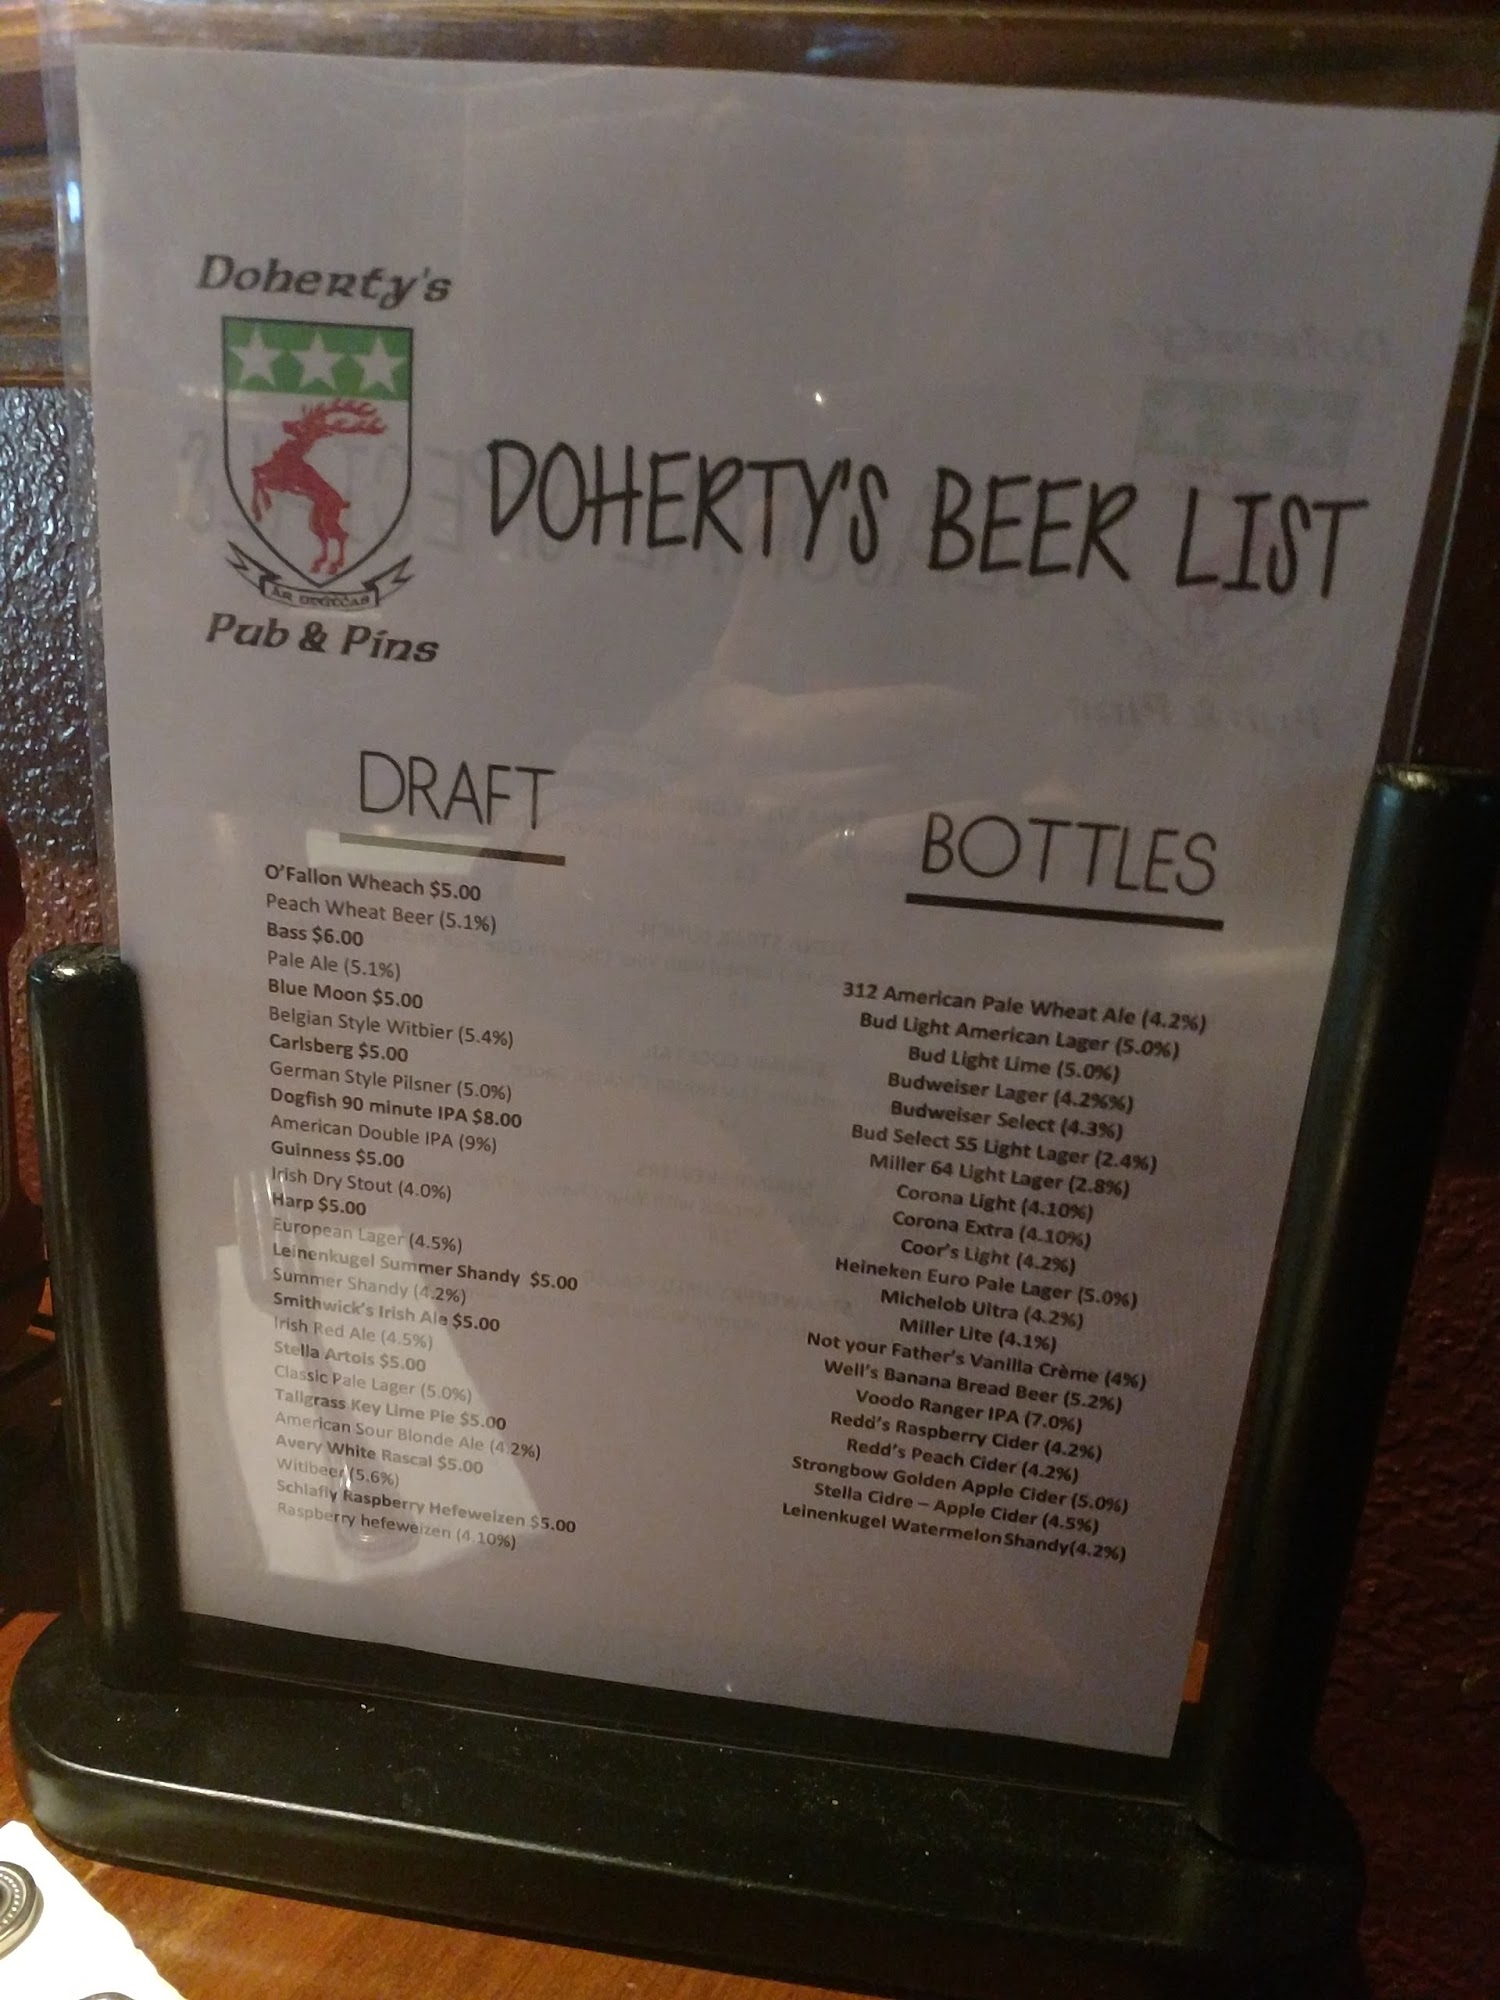 Doherty's
Pub & Pins
DOHERTY'S BEER LIST
DRAFT
O'Fallon Wheach $5.00
Peach Wheat Beer (5.1%)
Bass $6.00
Pale Ale (5.1%)
Blue Moon $5.00
Belgian Style Witbier (5.4%)
Carlsberg $5.00
German Style Pilsner (5.0%)
Dogfish 90 minute IPA $8.00
American Double IPA (9%)
Guinness $5.00
Irish Dry Stout (4.0%)
Harp $5.00
European Lager (4.5%)
Leinenkugel Summer Shandy $5.00
Summer Shandy (4.2%)
Smithwick's Irish Ale $5.00
Irish Red Ale (4.5%)
Stella Artois $5.00
Classic Pale Lager (5.0%)
Tallgrass Key Lime Pie $5.00
American Sour Blonde Ale (4.2%)
Avery White Rascal $5.00
Witlbeer (5.6%)
Schlafly Raspberry Hefeweizen $5.00
Raspberry hefeweizen (4.10%)
BOTTLES
312 American Pale Wheat Ale (4.2%)
Bud Light American Lager (5.0%)
Bud Light Lime (5.0%)
Budweiser Lager (4.2%%)
Budweiser Select (4.3%)
Bud Select 55 Light Lager (2.4%)
Miller 64 Light Lager (2.8%)
Corona Light (4.10%)
Corona Extra (4.10%)
Coor's Light (4.2%)
Heineken Euro Pale Lager (5.0%)
Michelob Ultra (4.2%)
Miller Lite (4.1%)
Not your Father's Vanilla Crème (4%)
Well's Banana Bread Beer (5.2%)
Voodo Ranger IPA (7.0%)
Redd's Raspberry Cider (4.2%)
Redd's Peach Cider (4.2%)
Strongbow Golden Apple Cider (5.0%)
Stella Cidre – Apple Cider (4.5%)
Leinenkugel Watermelon Shandy(4.2%)